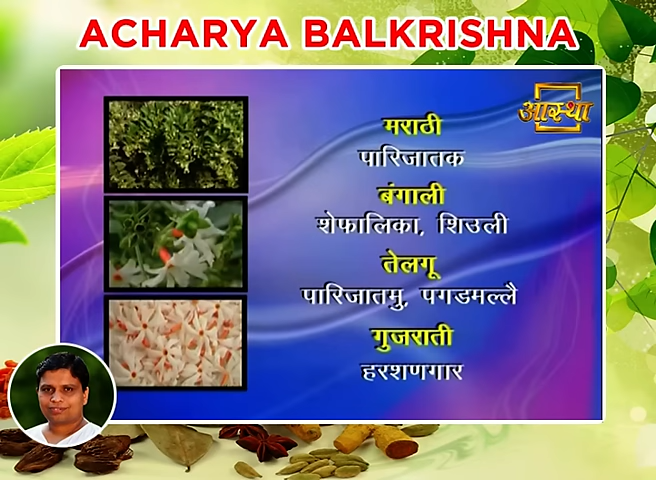 ACHARYA BALKRISHNA
आस्था
मराठी
पारिजातक
बंगाली
शेफालिका, शिउली
तेलगू
पारिजातमु, पगडमल्लै
गुजराती
हरशणगार